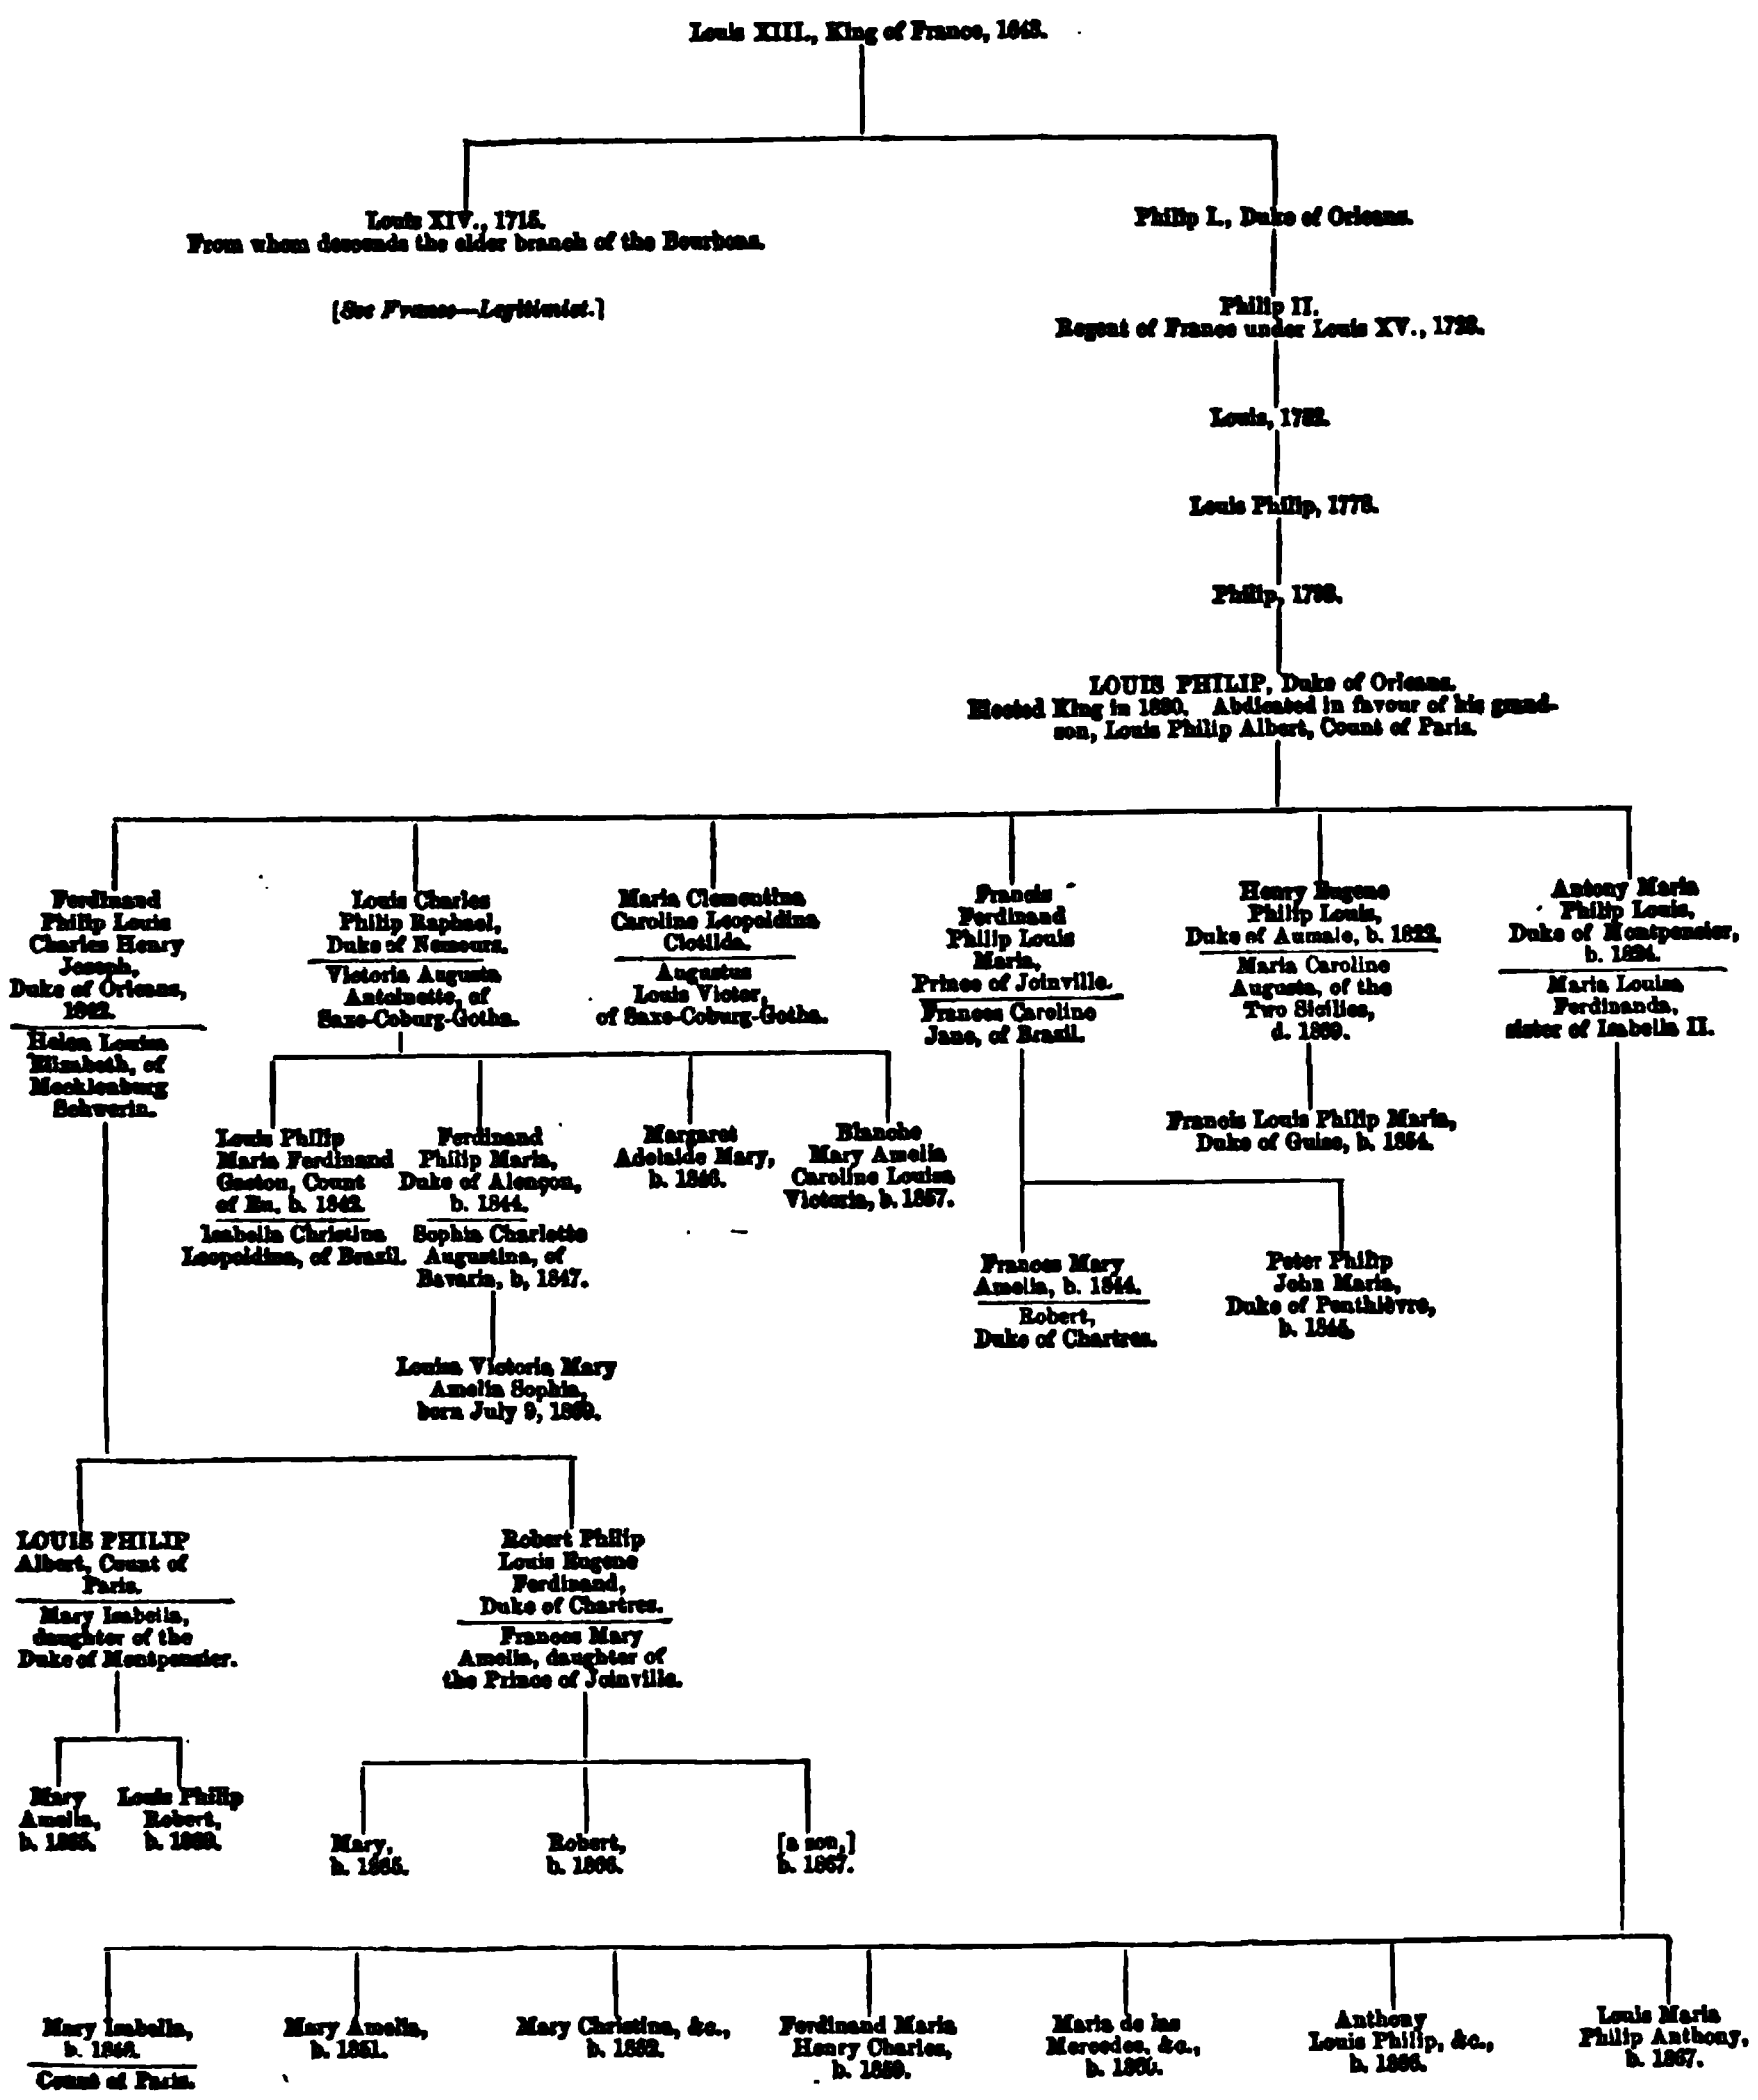 Louis XIII., King of France, 1643.
Louis XIV., 1715.
From whom descends the elder branch of the Bourbons.
[See France—Legitimist.]
Philip I., Duke of Orleans.
Philip II.
Regent of France under Louis XV., 1723.
Louis, 1752.
Louis Philip, 1778.
Philip, 1793.
LOUIS PHILIP, Duke of Orleans.
Elected King in 1830. Abdicated in favour of his grand-
son, Louis Philip Albert, Count of Paris.
Ferdinand
Philip Louis
Charles Henry
Joseph,
Duke of Orleans,
1842.
Helen Louisa
Elizabeth, of
Mecklenburg
Schwerin.
Louis Charles
Philip Raphael,
Duke of Nemours.
Victoria Augusta
Antoinette, of
Saxe-Coburg-Gotha.
Maria Clementina
Caroline Leopoldina
Clotilda.
Augustus
Louis Victor,
of Saxe-Coburg-Gotha.
Francis
Ferdinand
Philip Louis
Maria,
Prince of Joinville.
Frances Caroline
Jane, of Brazil.
Henry Eugene
Philip Louis,
Duke of Aumale, b. 1822.
Maria Caroline
Augusta, of the
Two Sicilies,
d. 1869.
Antony Maria
Philip Louis,
Duke of Montpensier,
b. 1824.
Maria Louisa
Ferdinanda,
sister of Isabella II.
Louis Philip
Maria Ferdinand
Gaston, Count
of Eu. b. 1842
Isabella Christina
Leopoldina, of Brazil.
Ferdinand
Philip Maria,
Duke of Alençon,
b. 1844.
Sophia Charlotte
Augustina, of
Bavaria, b, 1847.
Margaret
Adelaide Mary,
b. 1846.
Blanche
Mary Amelia
Caroline Louisa
Victoria, b. 1857.
Francis Louis Philip Maria,
Duke of Guise, b. 1854.
Frances Mary
Amelia, b. 1844.
Robert,
Duke of Chartres.
Peter Philip
John Maria,
Duke of Penthièvre,
b. 1845.
Louisa Victoria Mary
Amelia Sophia,
born July 9, 1869.
LOUIS PHILIP
Albert, Count of
Paris.
Mary Isabella,
daughter of the
Duke of Montpensier.
Robert Philip
Louis Eugene
Ferdinand,
Duke of Chartres.
Frances Mary
Amelia, daughter of
the Prince of Joinville.
Mary
Amelia,
b. 1865.
Louis Philip
Robert,
b. 1869.
Mary,
b. 1865.
Robert,
b. 1866.
[a son,]
b. 1867.
Mary Isabella,
b. 1848.
Count of Paris.
Mary Amelia,
b. 1851.
Mary Christina, &c.,
b. 1852.
Ferdinand Maria
Henry Charles,
b. 1859.
Maria de las
Mercedes, &c.,
b. 1860.
Anthony
Louis Philip, &c.,
b. 1866.
Louis Maria
Philip Anthony,
b. 1867.